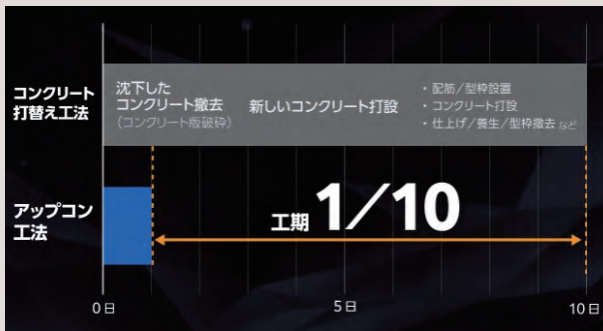 コンクリート
打替え工法
沈下した
コンクリート撤去
(コンクリート版破砕)
新しいコンクリート打設
・配筋/型枠設置
・コンクリート打設
・仕上げ/養生/型枠撤去 など
アップコン
工法
工期 1/10
0日
5日
10日